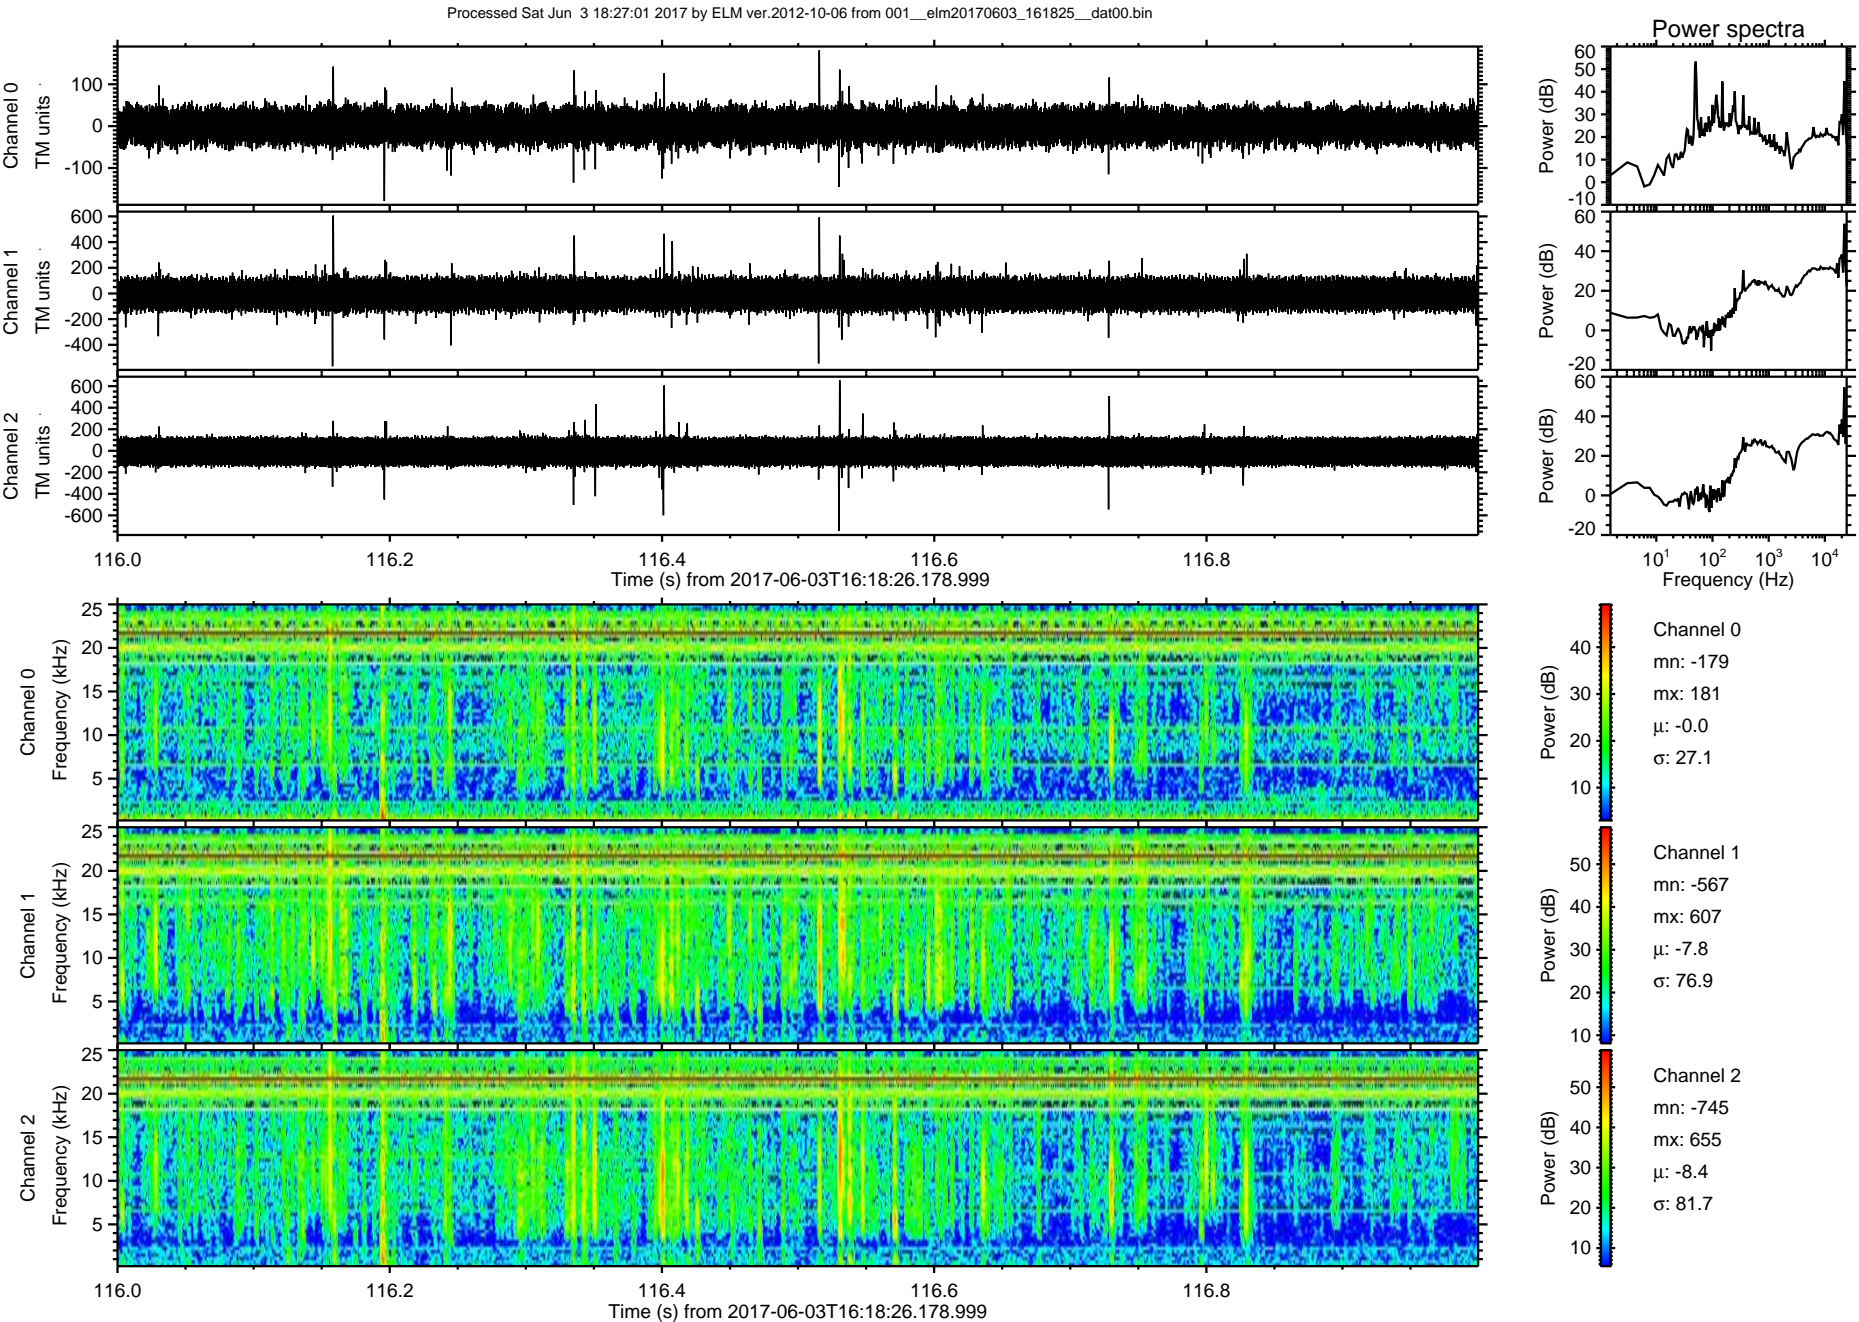 Processed Sat Jun  3 18:27:01 2017 by ELM ver.2012-10-06 from 001__elm20170603_161825__dat00.bin
Power spectra
Channel 0
TM units
100
0
-100
Power (dB)
60
50
40
30
20
10
0
-10
Channel 1
TM units
600
400
200
0
-200
-400
Power (dB)
60
40
20
0
-20
Channel 2
TM units
600
400
200
0
-200
-400
-600
Power (dB)
60
40
20
0
-20
116.0 116.2 116.4 116.6 116.8
Time (s) from 2017-06-03T16:18:26.178.999
10^1 10^2 10^3 10^4
Frequency (Hz)
Channel 0
Frequency (kHz)
25
20
15
10
5
Power (dB)
40
30
20
10
Channel 0
mn: -179
mx: 181
μ: -0.0
σ: 27.1
Channel 1
Frequency (kHz)
25
20
15
10
5
Power (dB)
50
40
30
20
10
Channel 1
mn: -567
mx: 607
μ: -7.8
σ: 76.9
Channel 2
Frequency (kHz)
25
20
15
10
5
Power (dB)
50
40
30
20
10
Channel 2
mn: -745
mx: 655
μ: -8.4
σ: 81.7
116.0 116.2 116.4 116.6 116.8
Time (s) from 2017-06-03T16:18:26.178.999